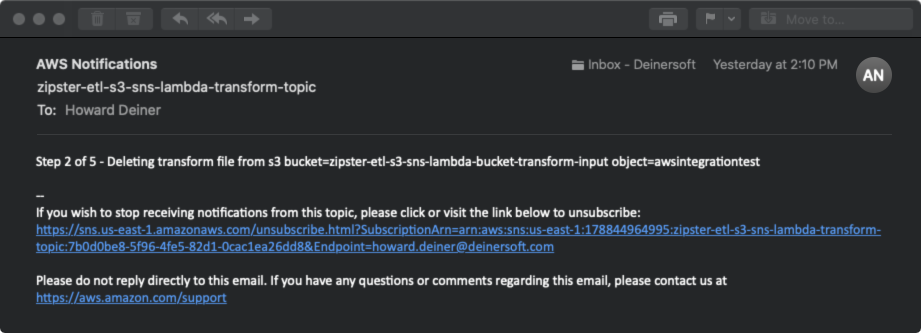 Move to...
AWS Notifications
Inbox - Deinersoft
Yesterday at 2:10 PM
AN
zipster-etl-s3-sns-lambda-transform-topic
To: Howard Deiner
Step 2 of 5 - Deleting transform file from s3 bucket=zipster-etl-s3-sns-lambda-bucket-transform-input object=awsintegrationtest
--
If you wish to stop receiving notifications from this topic, please click or visit the link below to unsubscribe:
https://sns.us-east-1.amazonaws.com/unsubscribe.html?SubscriptionArn=arn:aws:sns:us-east-1:178844964995:zipster-etl-s3-sns-lambda-transform-
topic:7b0d0be8-5f96-4fe5-82d1-0cac1ea26dd8&Endpoint=howard.deiner@deinersoft.com
Please do not reply directly to this email. If you have any questions or comments regarding this email, please contact us at
https://aws.amazon.com/support